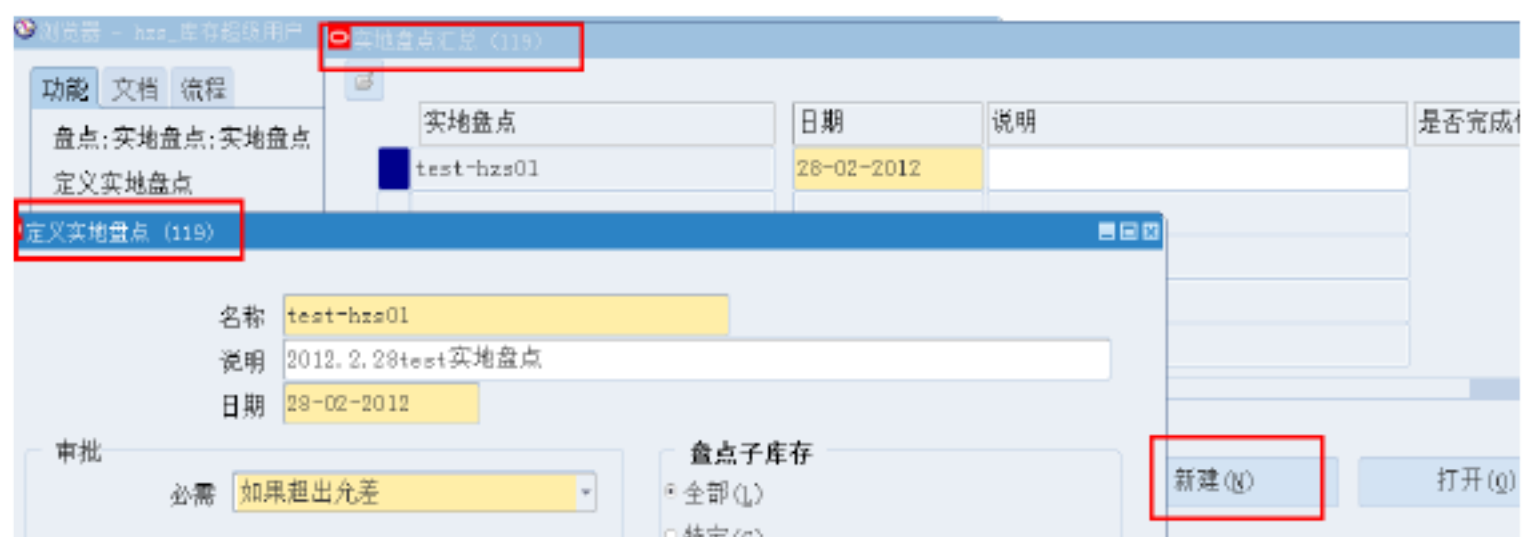 浏览器 - hzs_库存超级用户
实地盘点汇总 (119)
功能 文档 流程
盘点:实地盘点:实地盘点
定义实地盘点
实地盘点 日期 说明 是否完成
test-hzs01 28-02-2012
定义实地盘点 (119)
名称 test-hzs01
说明 2012.2.28test实地盘点
日期 28-02-2012
审批
必需 如果超出允差
盘点子库存
全部(L)
特定(S)
新建(N) 打开(O)